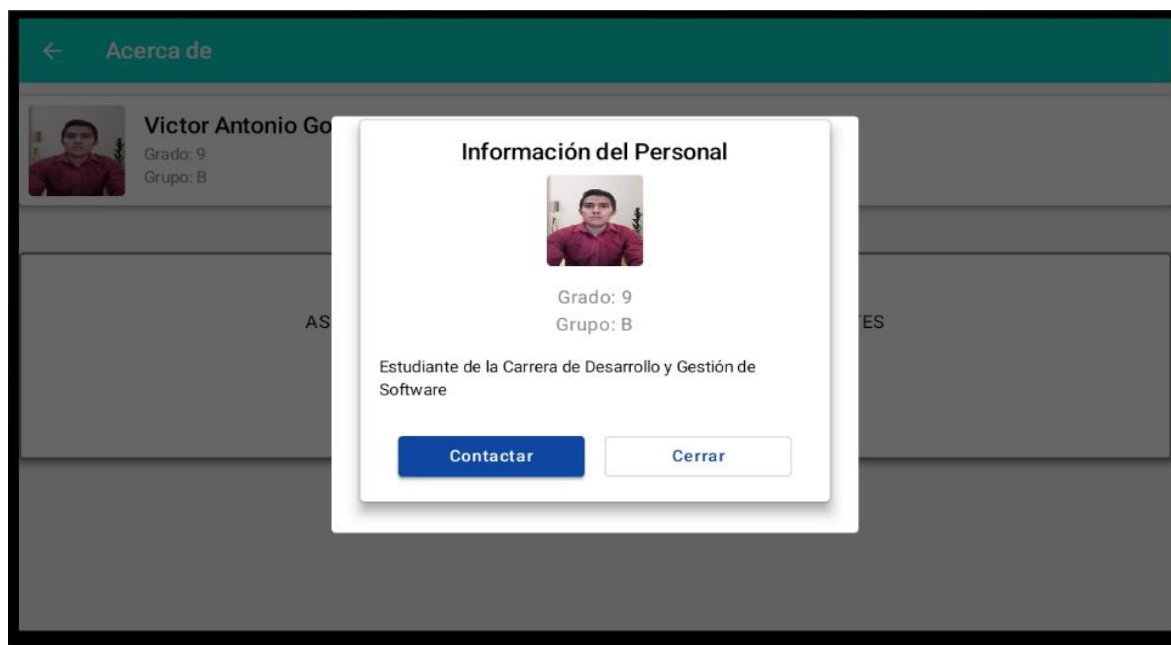 Acerca de
Victor Antonio Go
Grado: 9
Grupo: B
AS
ES
Información del Personal
Grado: 9
Grupo: B
Estudiante de la Carrera de Desarrollo y Gestión de
Software
Contactar
Cerrar